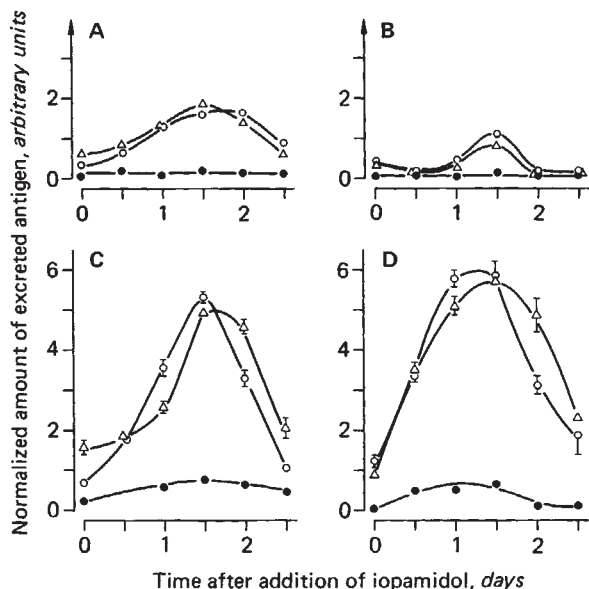 A
B
2
0
0 1 2
2
0
0 1 2
C
D
6
4
2
0
0 1 2
6
4
2
0
0 1 2
Normalized amount of excreted antigen, arbitrary units
Time after addition of iopamidol, days